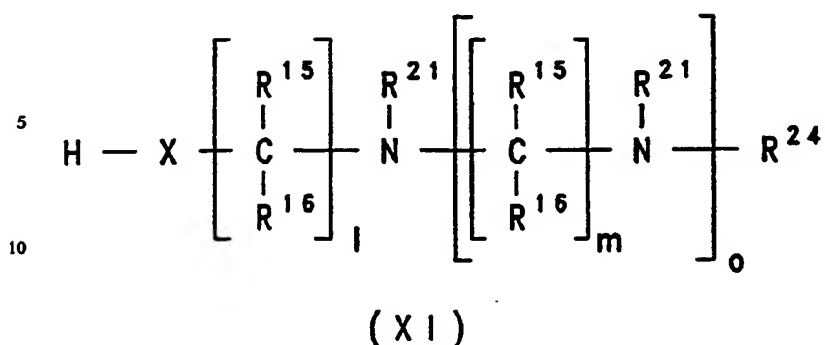 R15 R21 R15 R21
5
H — X — C — N — C — N — R24
R16 R16
10
l m o
(XI)